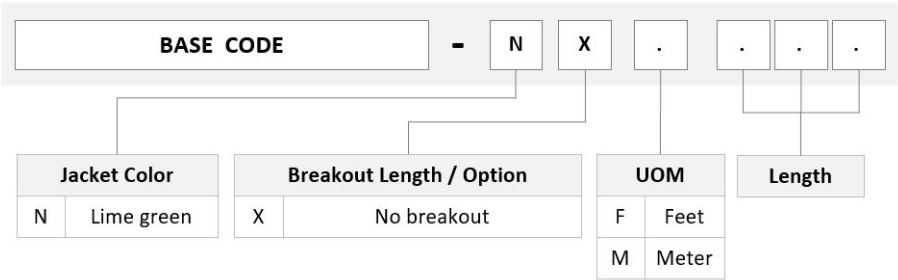 BASE CODE - N X . . . .
Jacket Color
N Lime green
Breakout Length / Option
X No breakout
UOM
F Feet
M Meter
Length